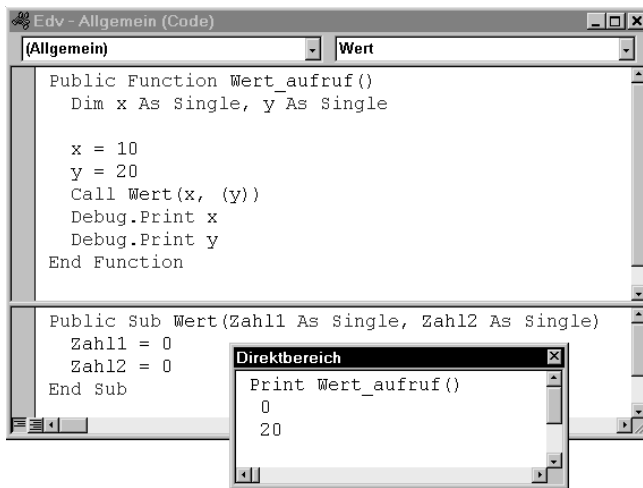 Edv - Allgemein (Code)
(Allgemein) Wert
Public Function Wert_aufruf()
Dim x As Single, y As Single
x = 10
y = 20
Call Wert(x, (y))
Debug.Print x
Debug.Print y
End Function
Public Sub Wert(Zahl1 As Single, Zahl2 As Single)
Zahl1 = 0
Zahl2 = 0
End Sub
Direktbereich
Print Wert_aufruf()
0
20